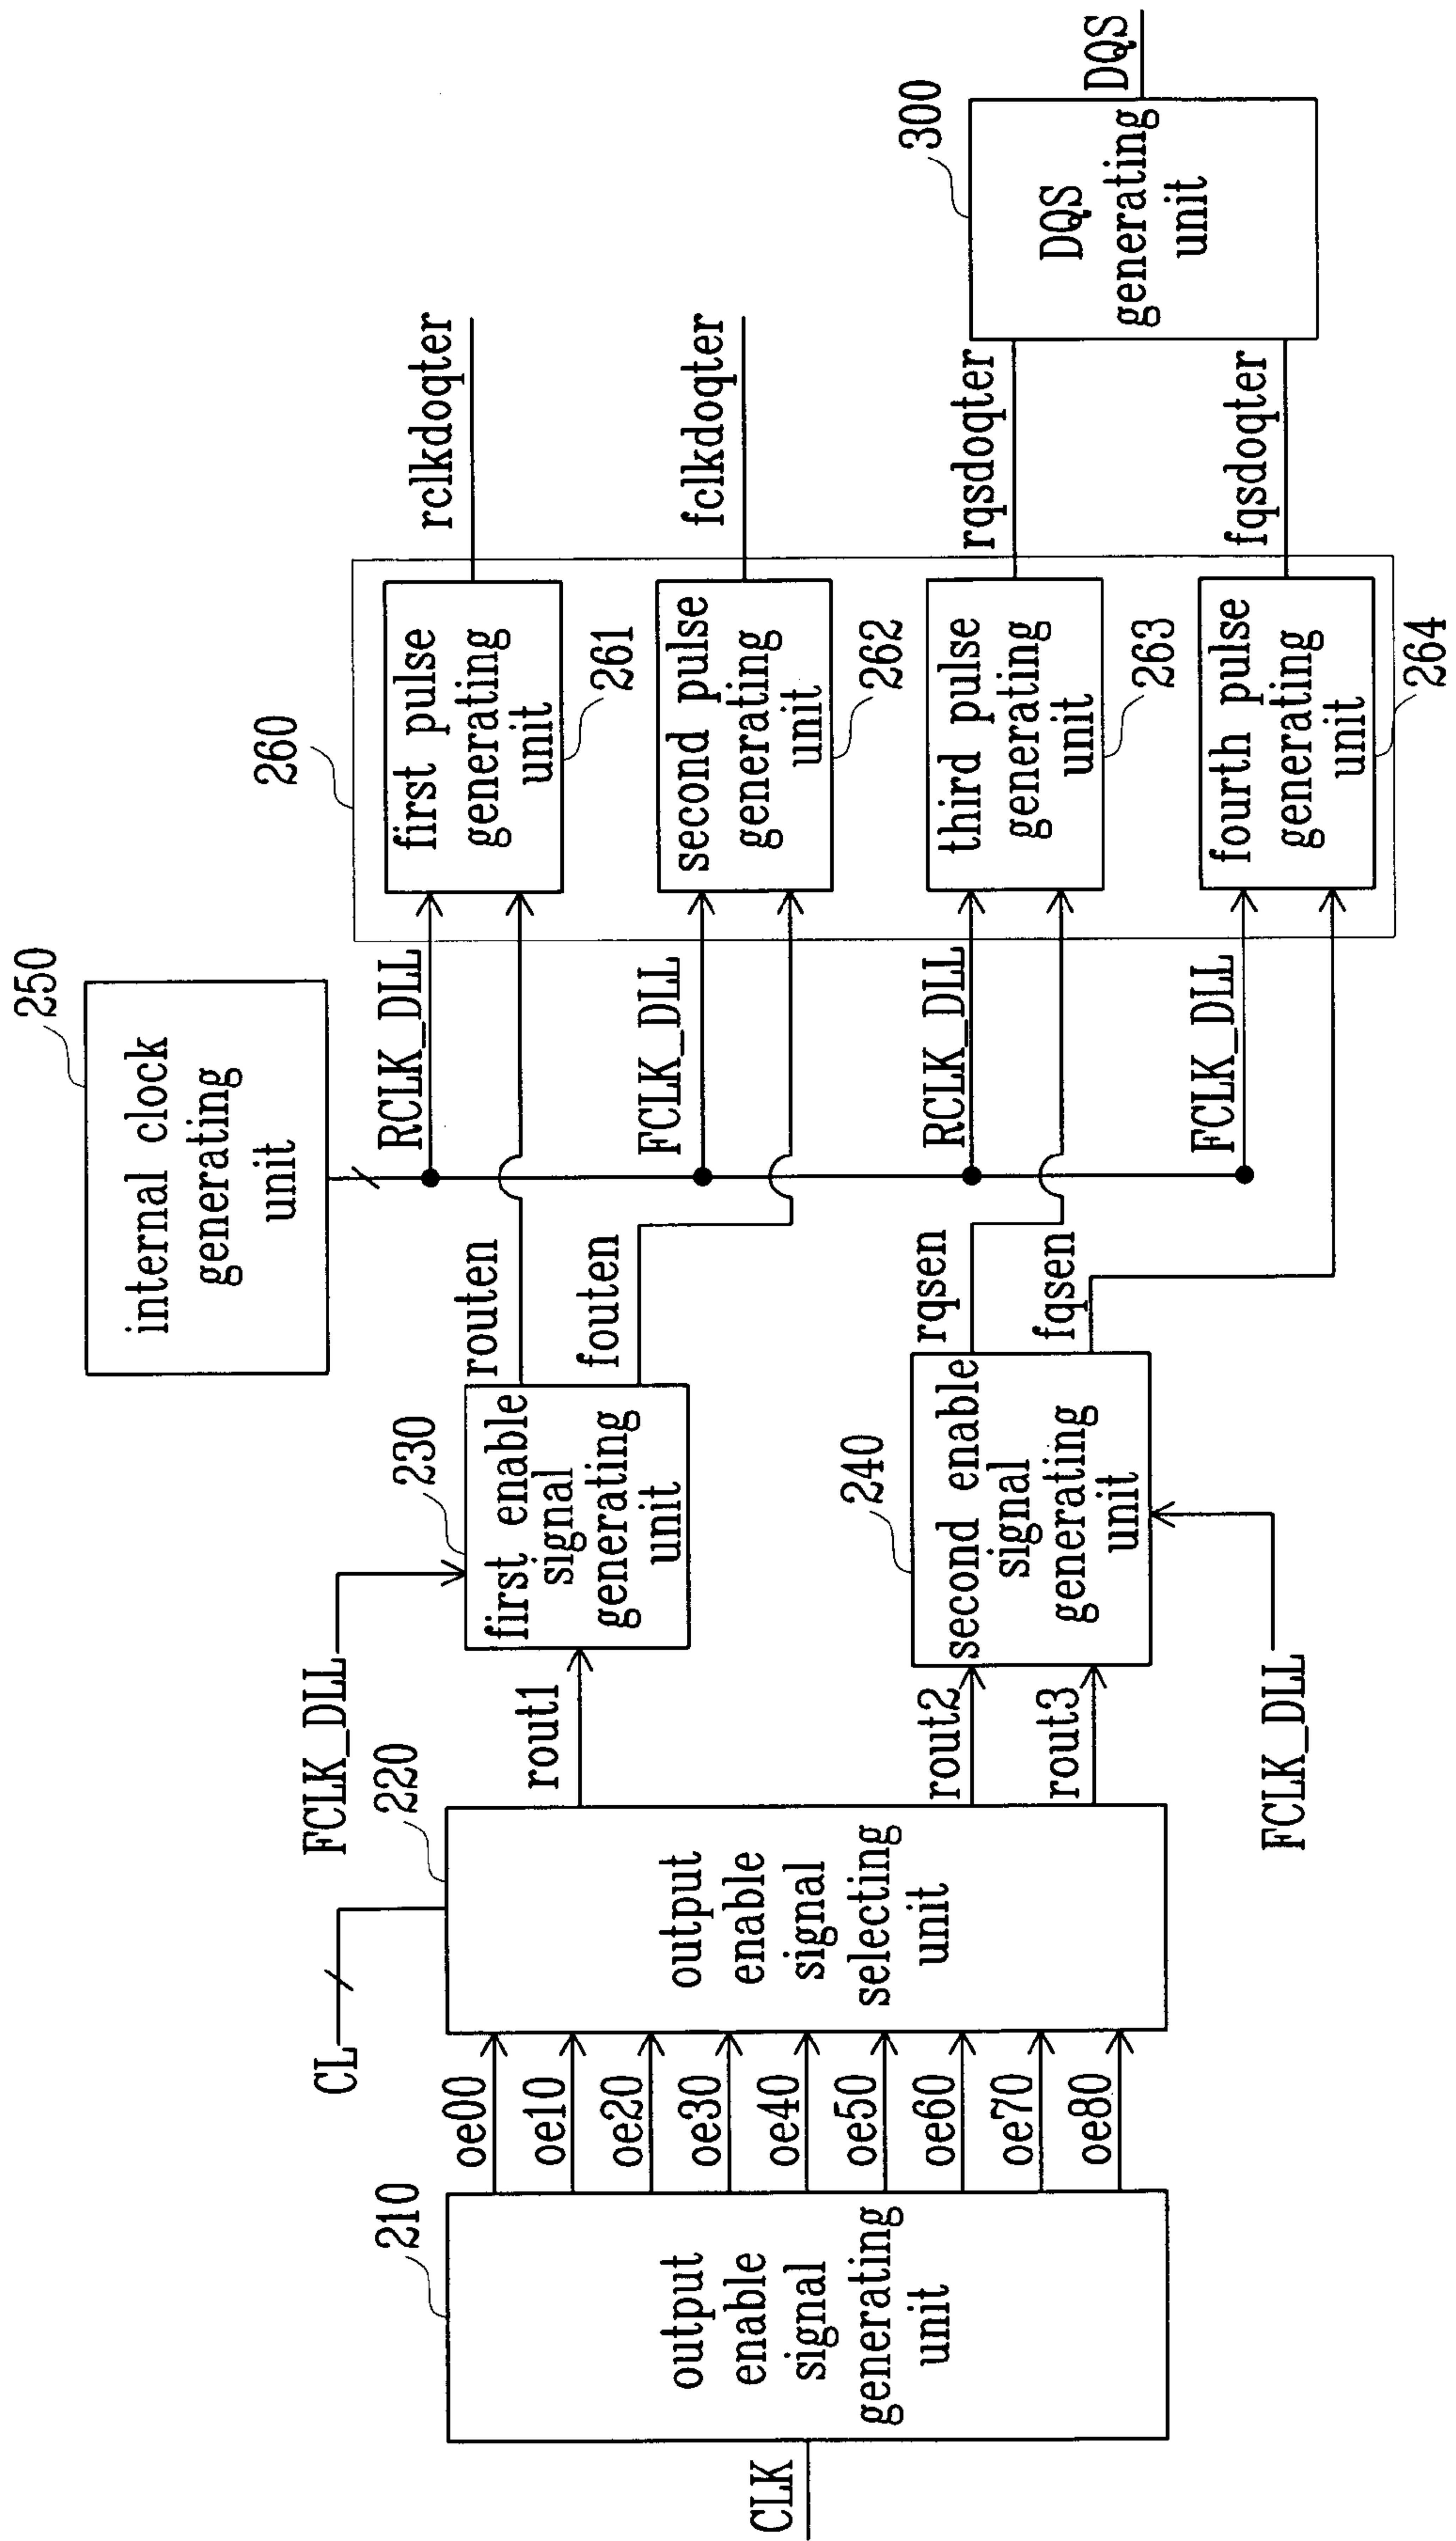 CLK
210
output
enable
signal
generating
unit
oe00
oe10
oe20
oe30
oe40
oe50
oe60
oe70
oe80
CL
220
output
enable
signal
selecting
unit
rout1
rout2
rout3
FCLK_DLL
FCLK_DLL
230
first enable
signal
generating
unit
240
second enable
signal
generating
unit
routen
fouten
rqsen
fqsen
250
internal clock
generating
unit
RCLK_DLL
FCLK_DLL
RCLK_DLL
FCLK_DLL
260
first pulse
generating
unit
261
second pulse
generating
unit
262
third pulse
generating
unit
263
fourth pulse
generating
unit
264
rclkdoqter
fclkdoqter
rqsdoqter
fqsdoqter
300
DQS
generating
unit
DQS